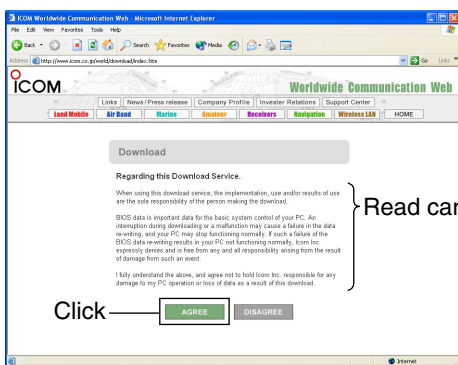 ICOM Worldwide Communication Web - Microsoft Internet Explorer
File Edit View Favorites Tools Help
Back Search Favorites Media
Address http://www.icom.co.jp/world/download/index.htm Go Links »
ICOM
Worldwide Communication Web
Links News/Press release Company Profile Invester Relations Support Center
Land Mobile Air Band Marine Amateur Receivers Navigation Wireless LAN HOME
Download
Regarding this Download Service.
When using this download service, the implementation, use and/or results of use
are the sole responsibility of the person making the download.
BIOS data is important data for the basic system control of your PC. An
interruption during downloading or a malfunction may cause a failure in the data
re-writing, and your PC may stop functioning normally. If such a failure of the
BIOS data re-writing results in your PC not functioning normally, Icom Inc.
expressly denies and is free from any and all responsibility arising from the result
of damage from such an event.
I fully understand the above, and agree not to hold Icom Inc. responsible for any
damage to my PC operation or loss of data as a result of this download.
Read car
Click
AGREE DISAGREE
Internet